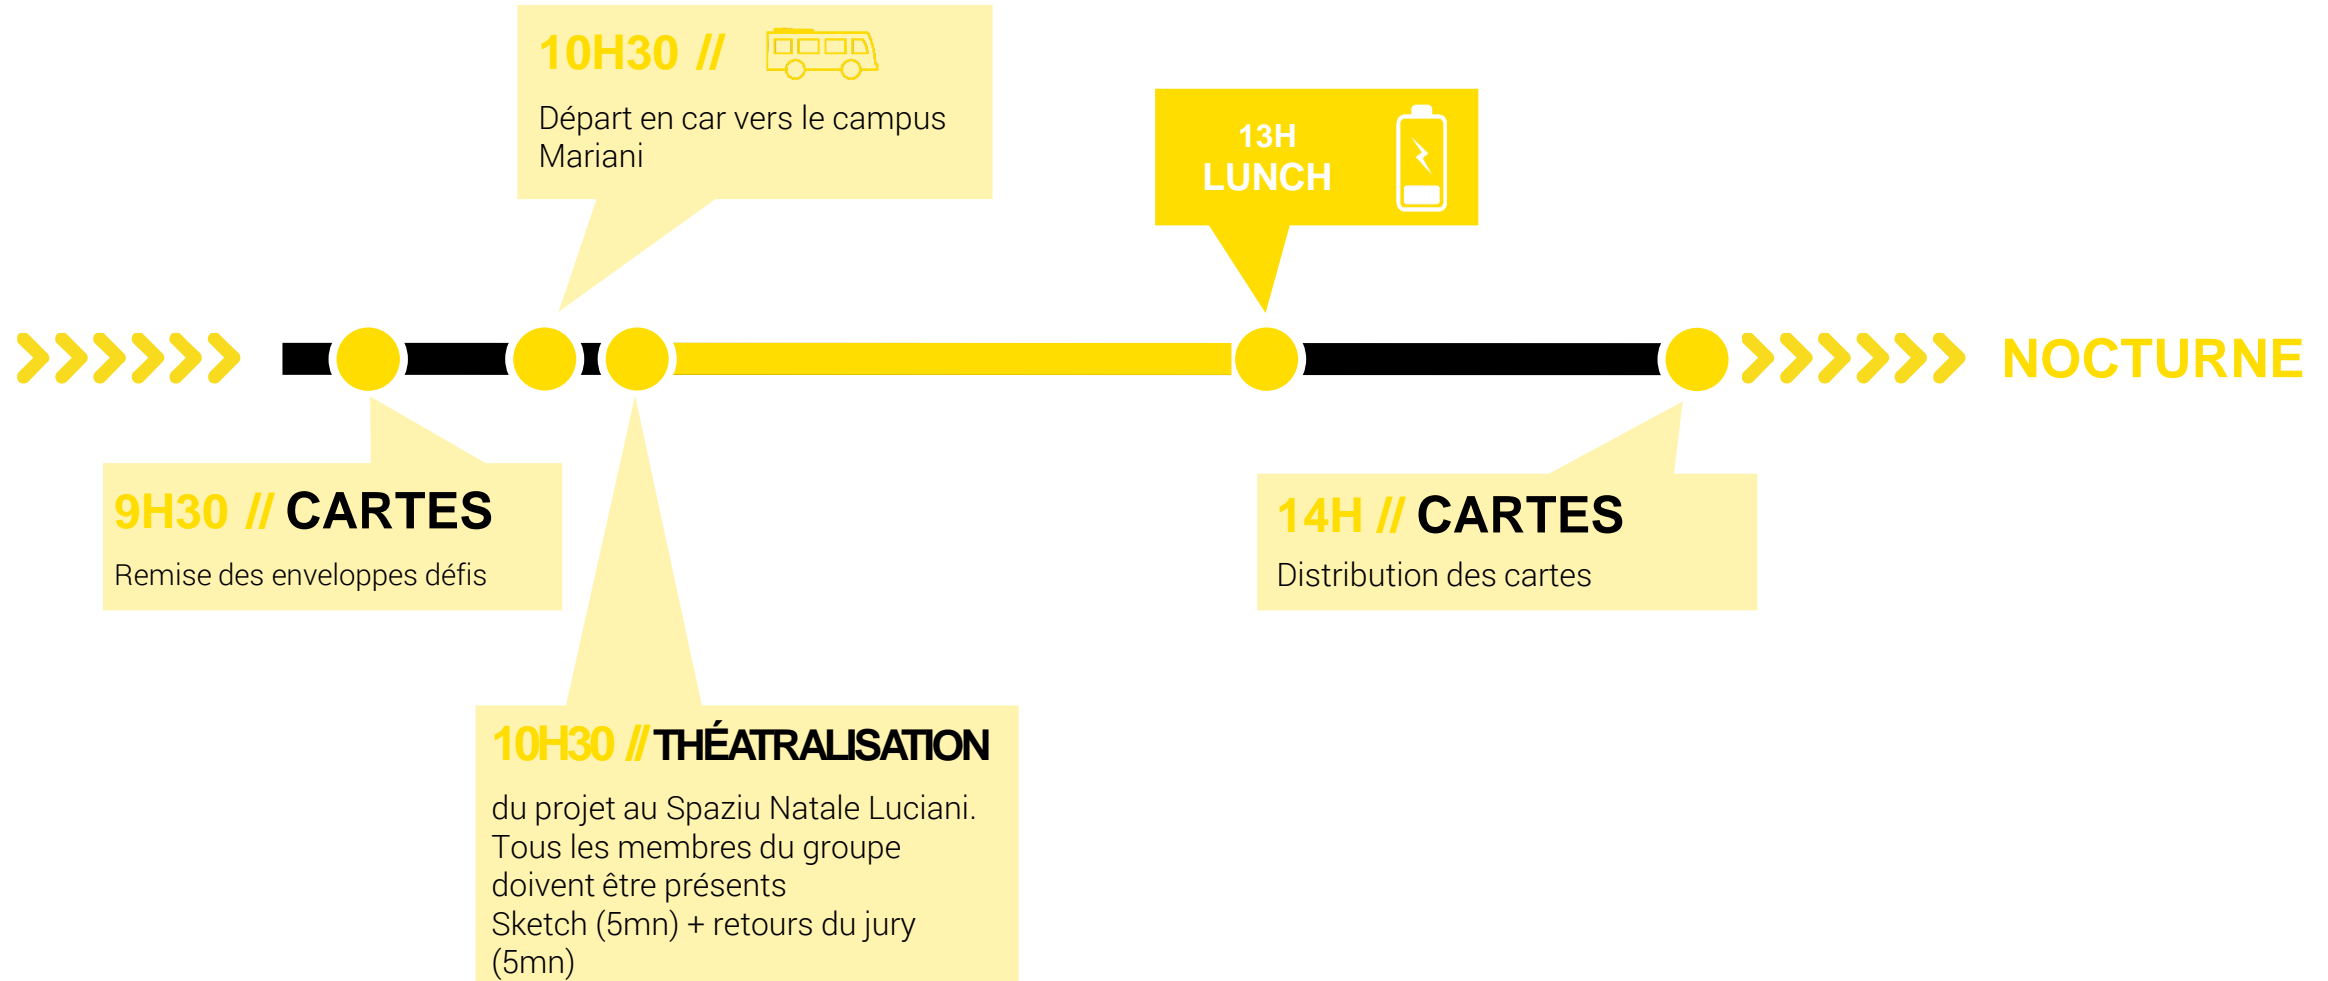 10H30 //
Départ en car vers le campus
Mariani
13H
LUNCH
NOCTURNE
9H30 // CARTES
Remise des enveloppes défis
14H // CARTES
Distribution des cartes
10H30 // THÉATRALISATION
du projet au Spaziu Natale Luciani.
Tous les membres du groupe
doivent être présents
Sketch (5mn) + retours du jury
(5mn)